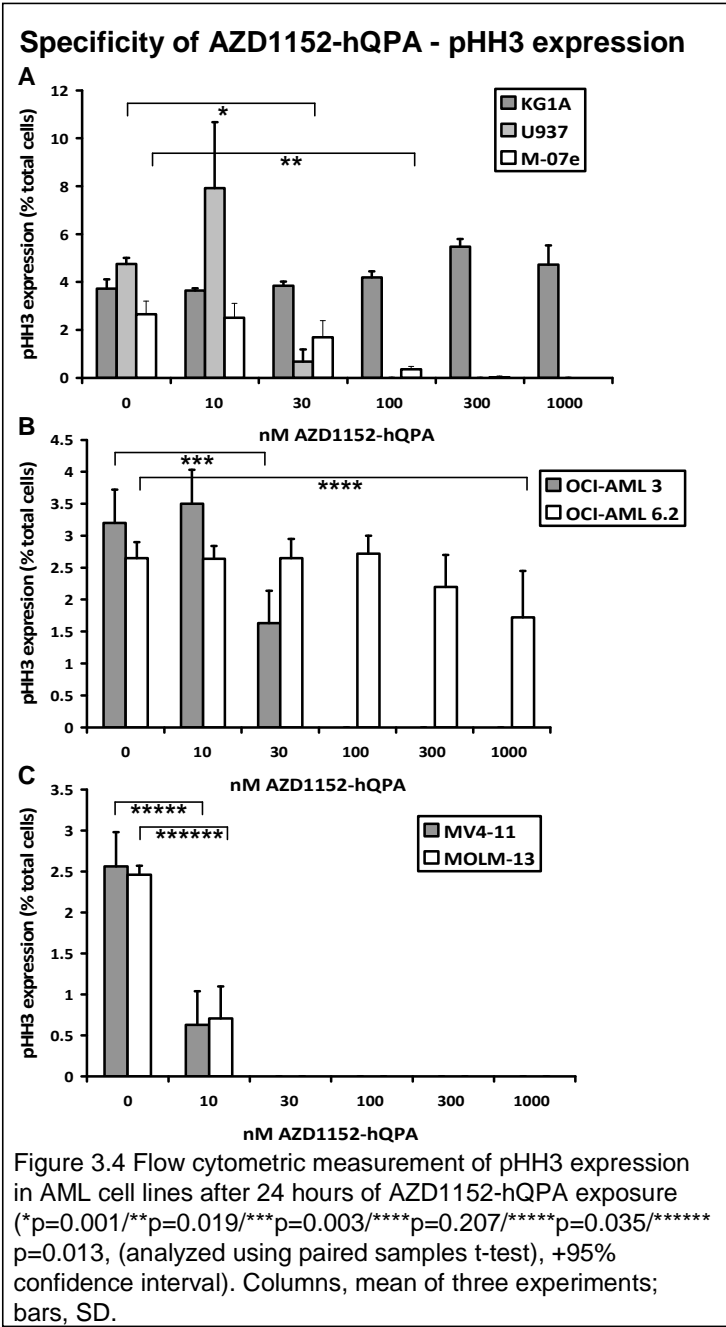 Specificity of AZD1152-hQPA - pHH3 expression
A
pHH3 expression (% total cells)
12
10
8
6
4
2
0
*
**
KG1A
U937
M-07e
0 10 30 100 300 1000
nM AZD1152-hQPA
B
pHH3 expresion (% total cells)
4.5
4
3.5
3
2.5
2
1.5
1
0.5
0
***
****
OCI-AML 3
OCI-AML 6.2
0 10 30 100 300 1000
nM AZD1152-hQPA
C
pHH3 expression (% total cells)
3.5
3
2.5
2
1.5
1
0.5
0
*****
******
MV4-11
MOLM-13
0 10 30 100 300 1000
nM AZD1152-hQPA
Figure 3.4 Flow cytometric measurement of pHH3 expression
in AML cell lines after 24 hours of AZD1152-hQPA exposure
(*p=0.001/**p=0.019/***p=0.003/****p=0.207/*****p=0.035/******
p=0.013, (analyzed using paired samples t-test), +95%
confidence interval). Columns, mean of three experiments;
bars, SD.